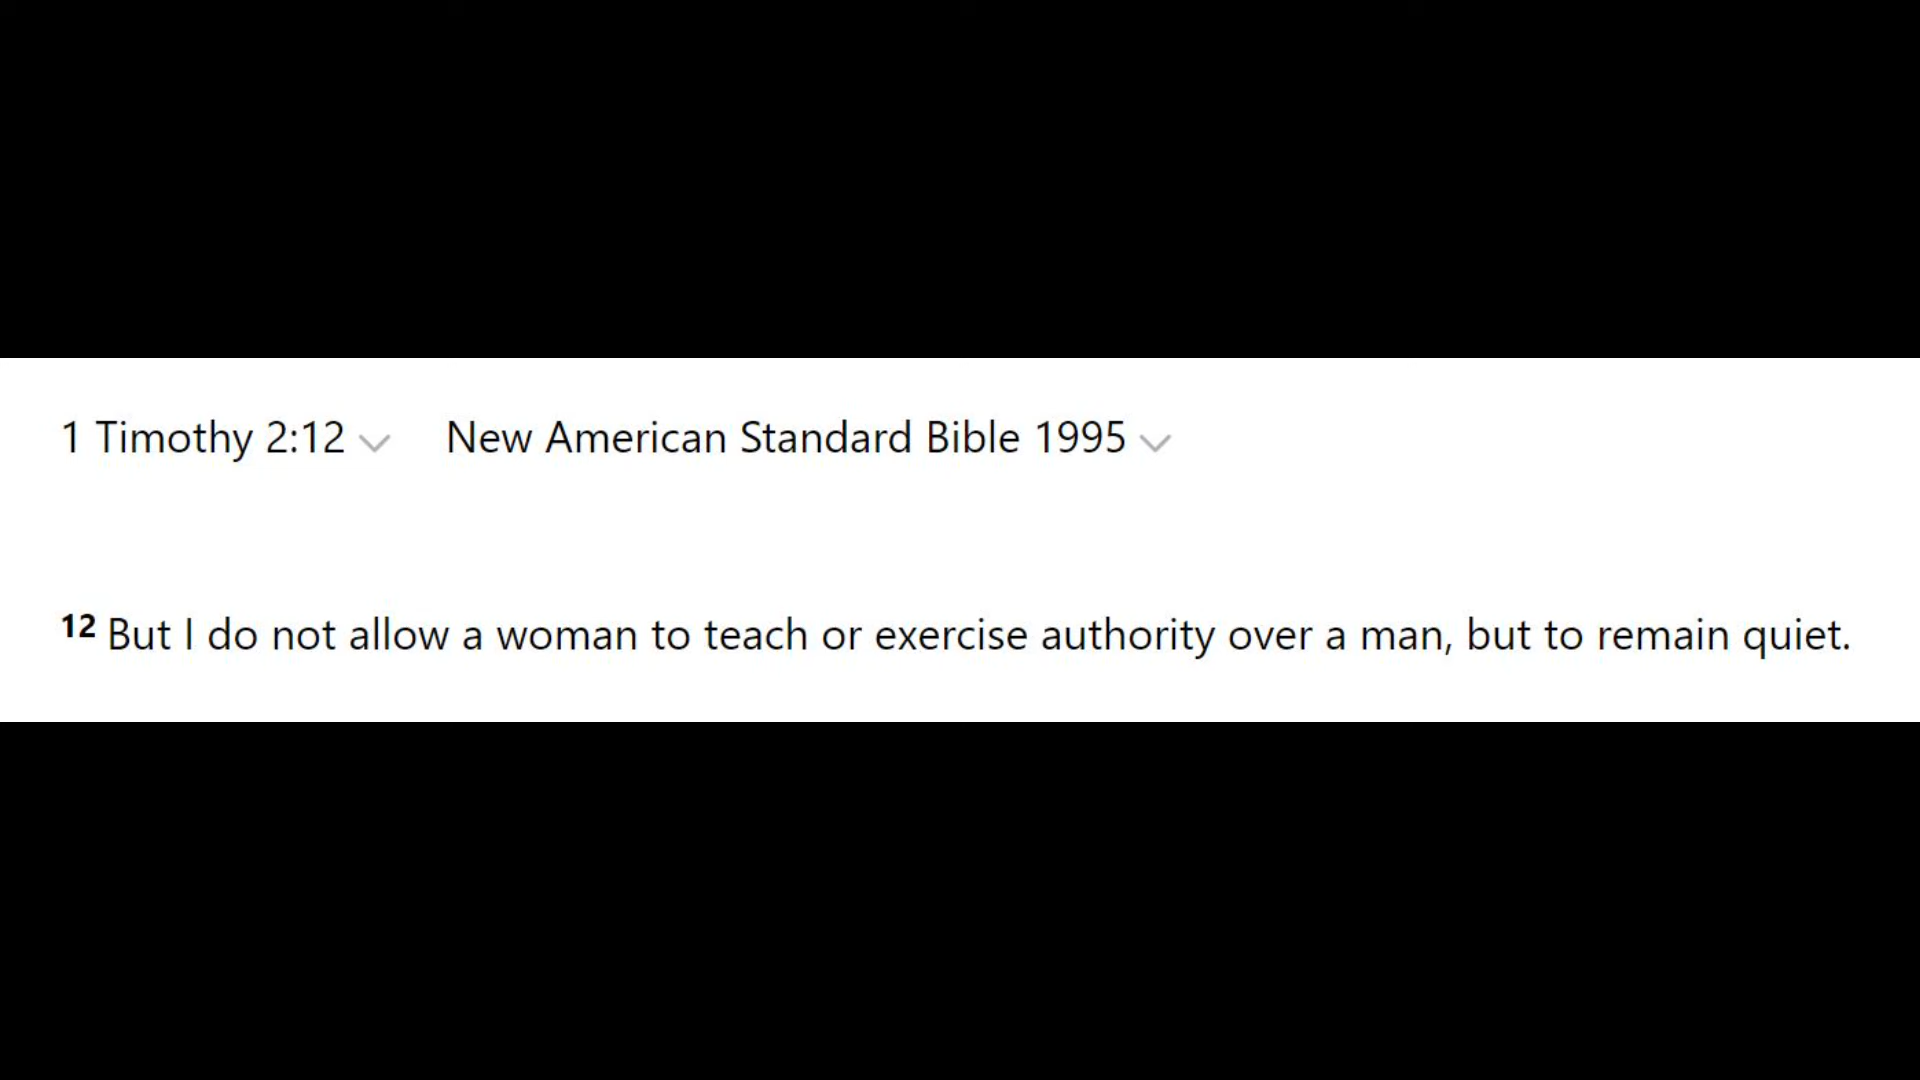 1 Timothy 2:12 New American Standard Bible 1995
12 But I do not allow a woman to teach or exercise authority over a man, but to remain quiet.